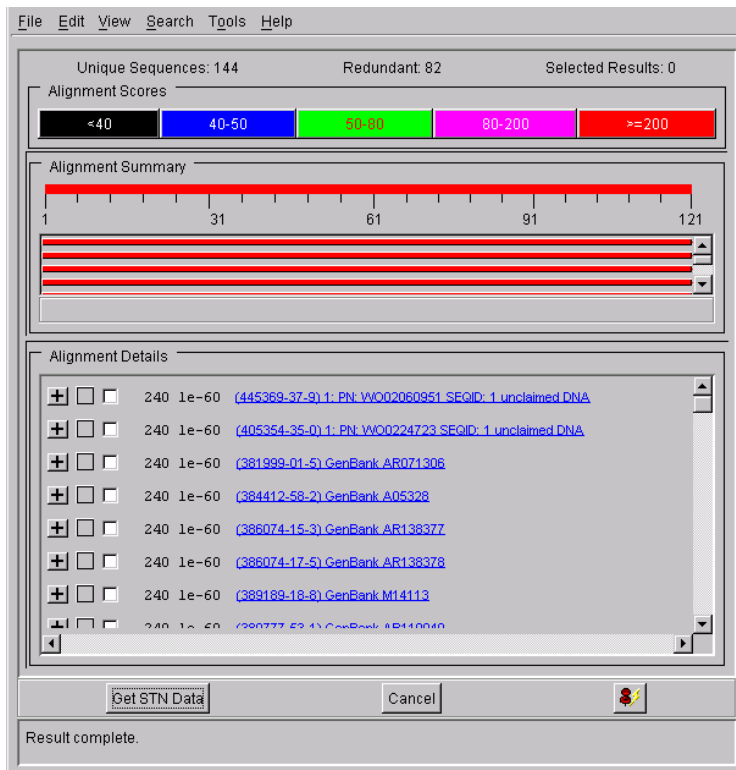 File Edit View Search Tools Help
Unique Sequences: 144 Redundant: 82 Selected Results: 0
Alignment Scores
<40 40-50 50-80 80-200 >=200
Alignment Summary
1 31 61 91 121
Alignment Details
240 1e-60 (445369-37-9) 1: PN: WO02060951 SEQID: 1 unclaimed DNA
240 1e-60 (405354-35-0) 1: PN: WO0224723 SEQID: 1 unclaimed DNA
240 1e-60 (381999-01-5) GenBank AR071306
240 1e-60 (384412-58-2) GenBank A05328
240 1e-60 (386074-15-3) GenBank AR138377
240 1e-60 (386074-17-5) GenBank AR138378
240 1e-60 (389189-18-8) GenBank M14113
240 1e-60 GenBank
Get STN Data Cancel
Result complete.